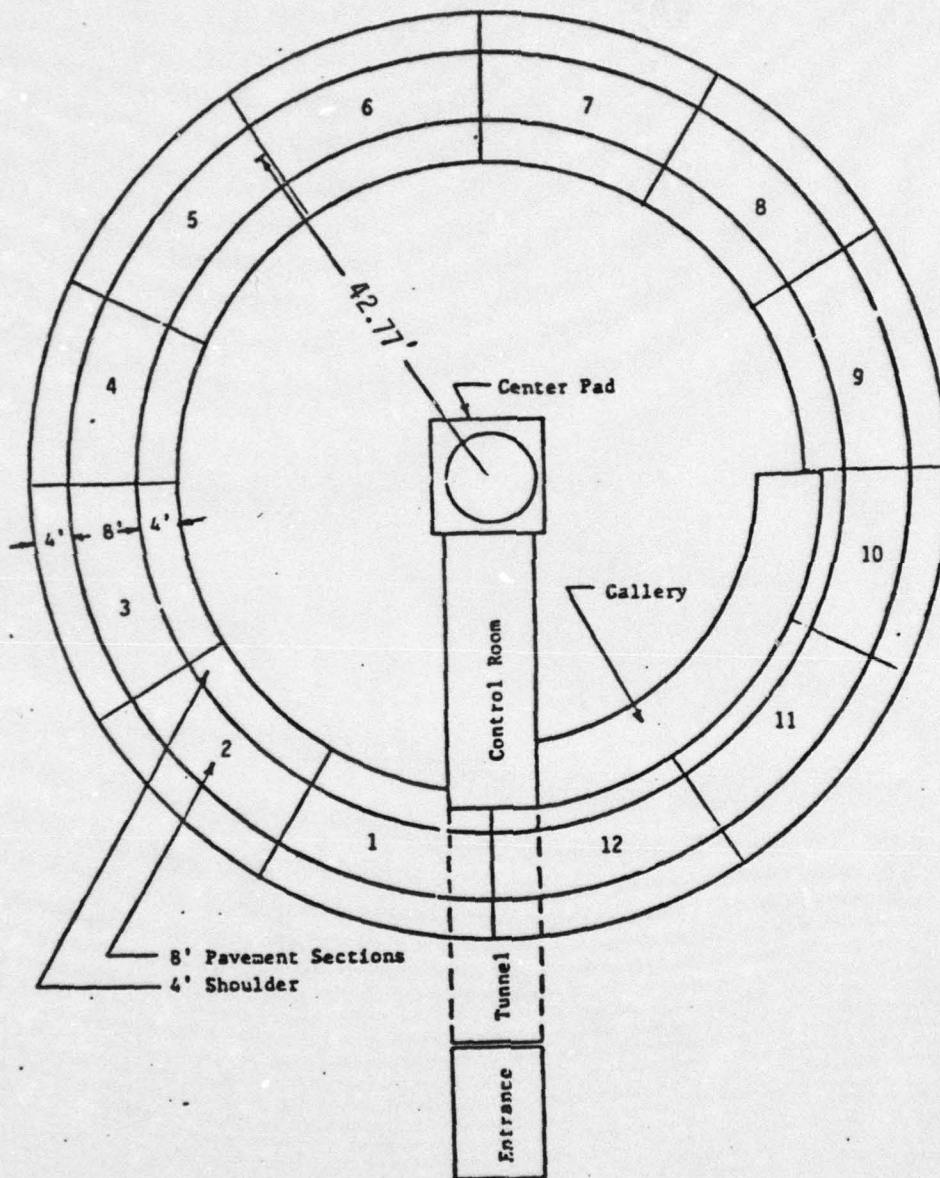 6
7
5
8
42.77'
4
Center Pad
9
4'
8'
4'
10
3
Gallery
Control Room
2
11
1
12
8' Pavement Sections
4' Shoulder
Tunnel
Entrance